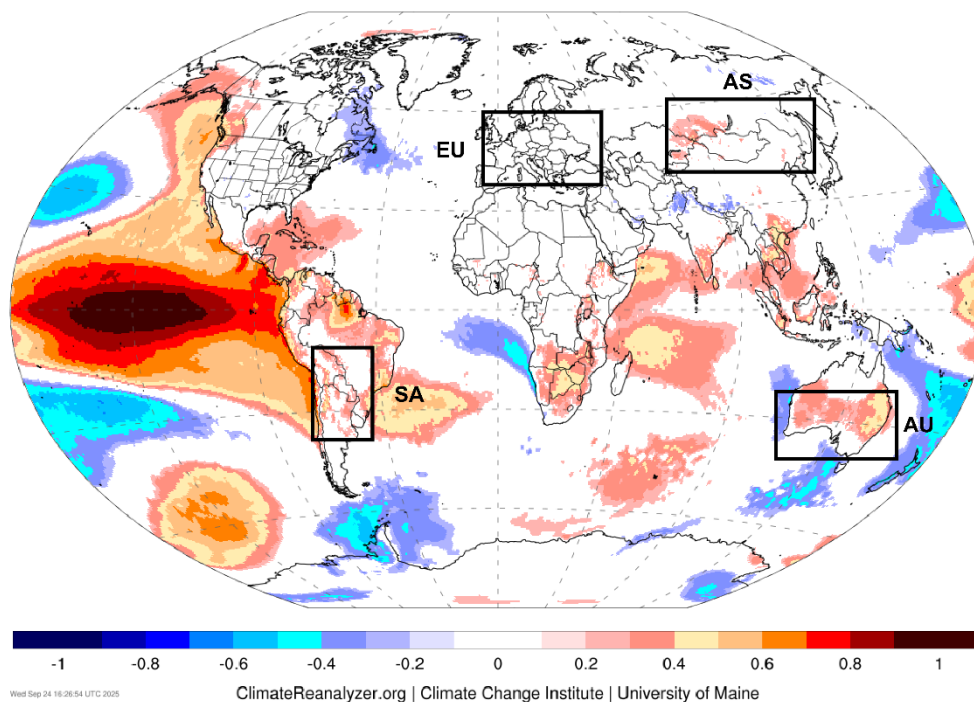 AS
EU
SA
AU
-1 -0.8 -0.6 -0.4 -0.2 0 0.2 0.4 0.6 0.8 1
Wed Sep 24 16:26:54 UTC 2025
ClimateReanalyzer.org | Climate Change Institute | University of Maine